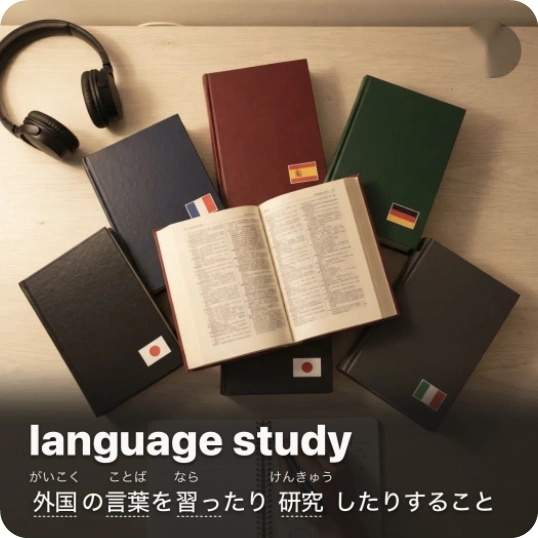 language study
がいこく ことば なら けんきゅう
外国の言葉を習ったり研究したりすること